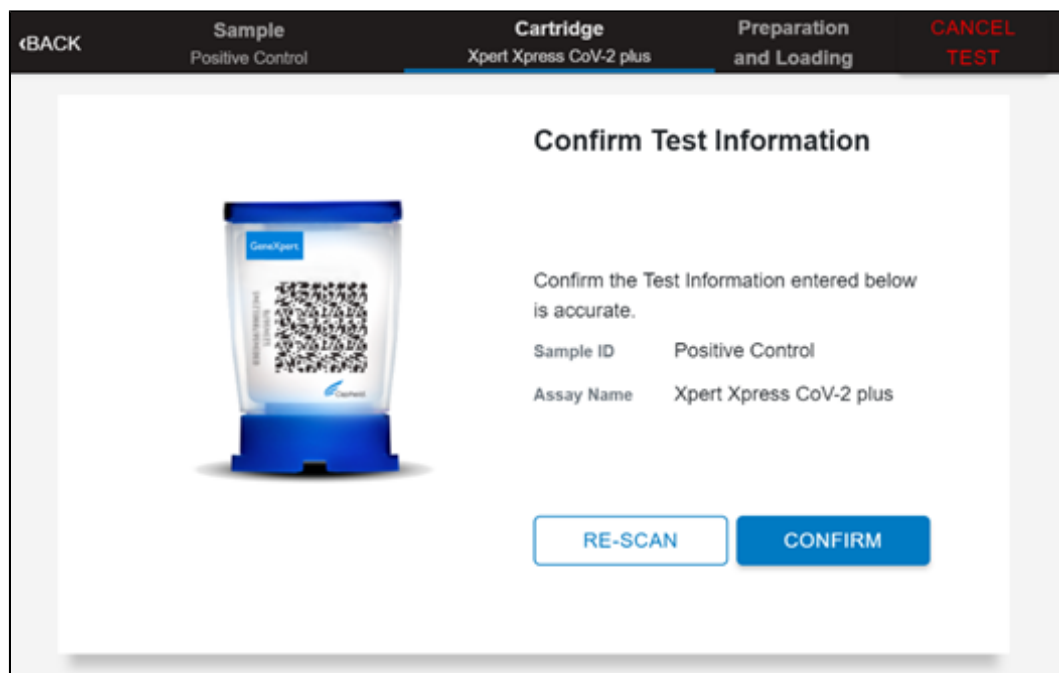 ‹BACK
Sample
Positive Control
Cartridge
Xpert Xpress CoV-2 plus
Preparation
and Loading
CANCEL
TEST
Confirm Test Information
GeneXpert
Cepheid
Confirm the Test Information entered below
is accurate.
Sample ID Positive Control
Assay Name Xpert Xpress CoV-2 plus
RE-SCAN
CONFIRM